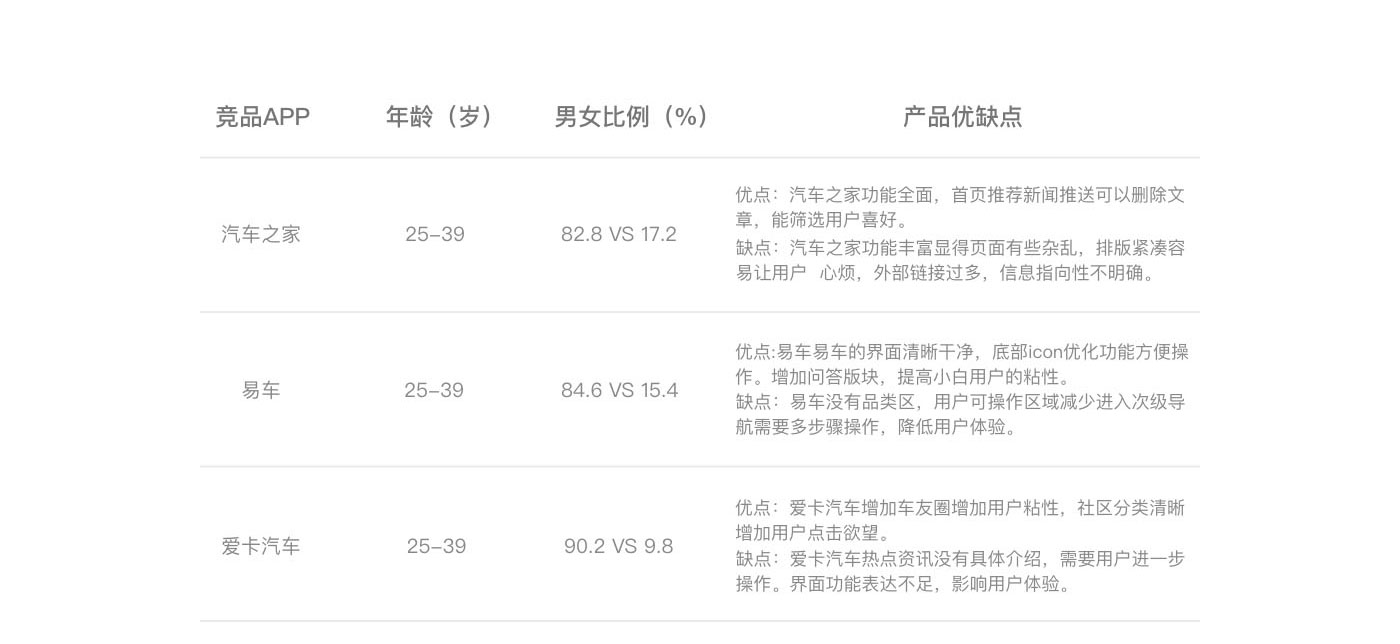 竞品APP 年龄（岁） 男女比例（%） 产品优缺点
优点：汽车之家功能全面，首页推荐新闻推送可以删除文
章，能筛选用户喜好。
汽车之家 25-39 82.8 VS 17.2
缺点：汽车之家功能丰富显得页面有些杂乱，排版紧凑容
易让用户 心烦，外部链接过多，信息指向性不明确。
优点:易车易车的界面清晰干净，底部icon优化功能方便操
作。增加问答版块，提高小白用户的粘性。
易车 25-39 84.6 VS 15.4
缺点：易车没有品类区，用户可操作区域减少进入次级导
航需要多步骤操作，降低用户体验。
优点：爱卡汽车增加车友圈增加用户粘性，社区分类清晰
增加用户点击欲望。
爱卡汽车 25-39 90.2 VS 9.8
缺点：爱卡汽车热点资讯没有具体介绍，需要用户进一步
操作。界面功能表达不足，影响用户体验。